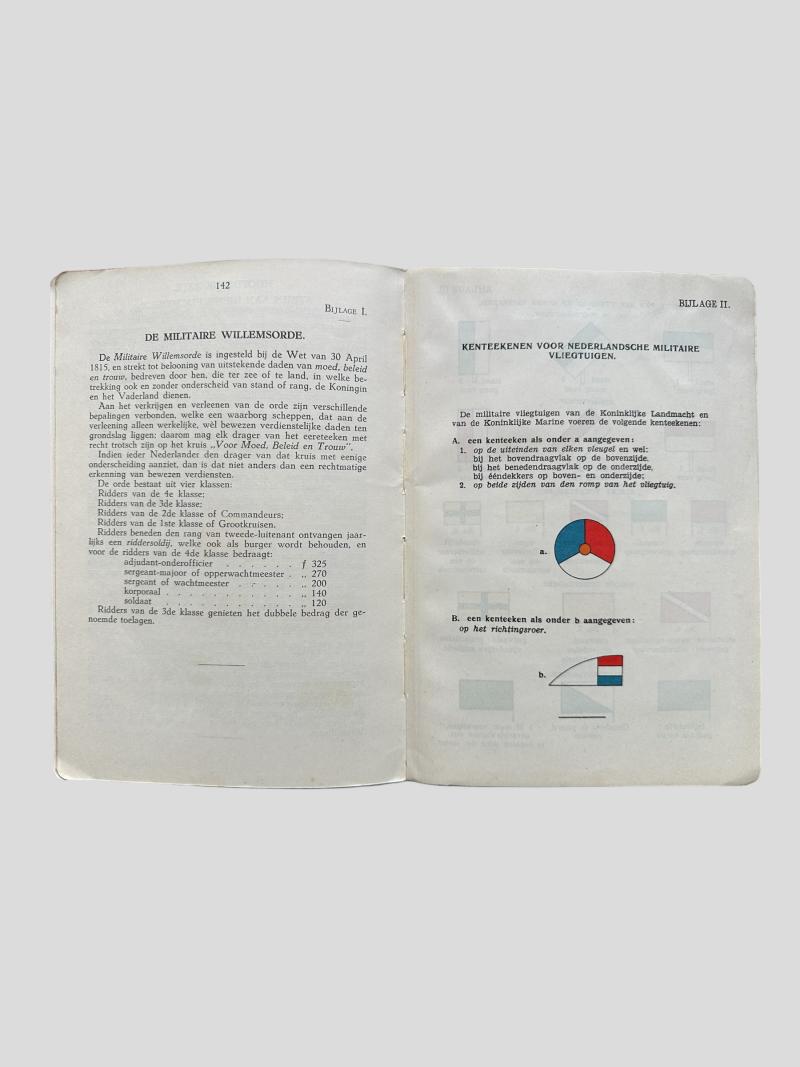 142
BIJLAGE I.
DE MILITAIRE WILLEMSORDE.
De Militaire Willemsorde is ingesteld bij de Wet van 30 April
1815, en strekt tot belooning van uitstekende daden van moed, beleid
en trouw, bedreven door hen, die ter zee of te land, in welke be-
trekking ook en zonder onderscheid van stand of rang, de Koningin
en het Vaderland dienen.
Aan het verkrijgen en verleenen van de orde zijn verschillende
bepalingen verbonden, welke een waarborg scheppen, dat aan de
verleening alleen werkelijke, wèl bewezen verdienstelijke daden ten
grondslag liggen; daarom mag elk drager van het eereteeken met
recht trotsch zijn op het kruis „Voor Moed, Beleid en Trouw".
Indien ieder Nederlander den drager van dat kruis met eenige
onderscheiding aanziet, dan is dat niet anders dan een rechtmatige
erkenning van bewezen verdiensten.
De orde bestaat uit vier klassen:
Ridders van de 4e klasse;
Ridders van de 3de klasse;
Ridders van de 2de klasse of Commandeurs;
Ridders van de 1ste klasse of Grootkruisen.
Ridders beneden den rang van tweede-luitenant ontvangen jaar-
lijks een riddersoldij, welke ook als burger wordt behouden, en
voor de ridders van de 4de klasse bedraagt:
adjudant-onderofficier . . . . . . f 325
sergeant-majoor of opperwachtmeester . „ 270
sergeant of wachtmeester . . . . . „ 200
korporaal . . . . . . . . . . „ 140
soldaat . . . . . . . . . . . „ 120
Ridders van de 3de klasse genieten het dubbele bedrag der ge-
noemde toelagen.
BIJLAGE II.
KENTEEKENEN VOOR NEDERLANDSCHE MILITAIRE
VLIEGTUIGEN.
De militaire vliegtuigen van de Koninklijke Landmacht en
van de Koninklijke Marine voeren de volgende kenteekenen:
A. een kenteeken als onder a aangegeven:
1. op de uiteinden van elken vleugel en wel:
bij het bovendraagvlak op de bovenzijde,
bij het benedendraagvlak op de onderzijde,
bij ééndekkers op boven- en onderzijde;
2. op beide zijden van den romp van het vliegtuig.
a.
B. een kenteeken als onder b aangegeven:
op het richtingsroer.
b.